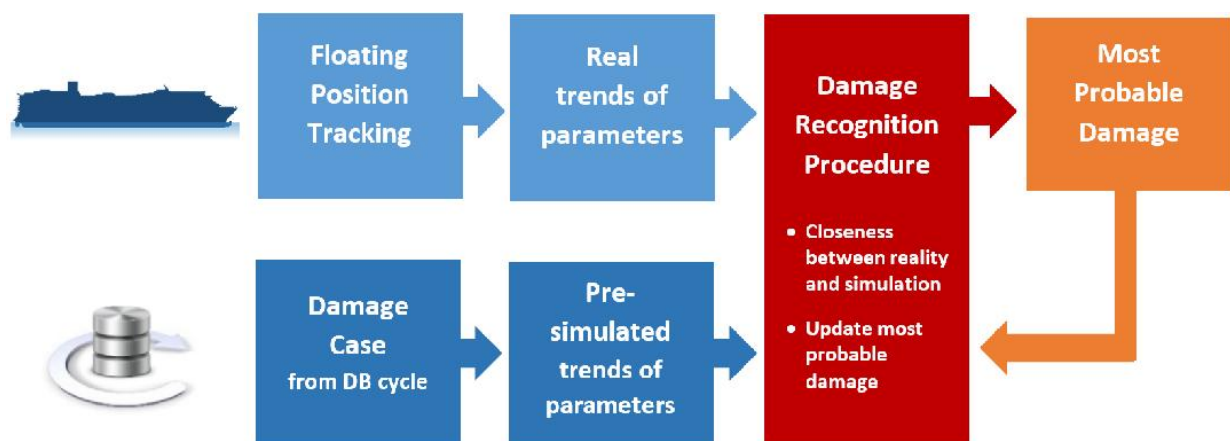 Floating
Position
Tracking
Real
trends of
parameters
Damage
Recognition
Procedure
• Closeness
between reality
and simulation
• Update most
probable
damage
Most
Probable
Damage
Damage
Case
from DB cycle
Pre-
simulated
trends of
parameters